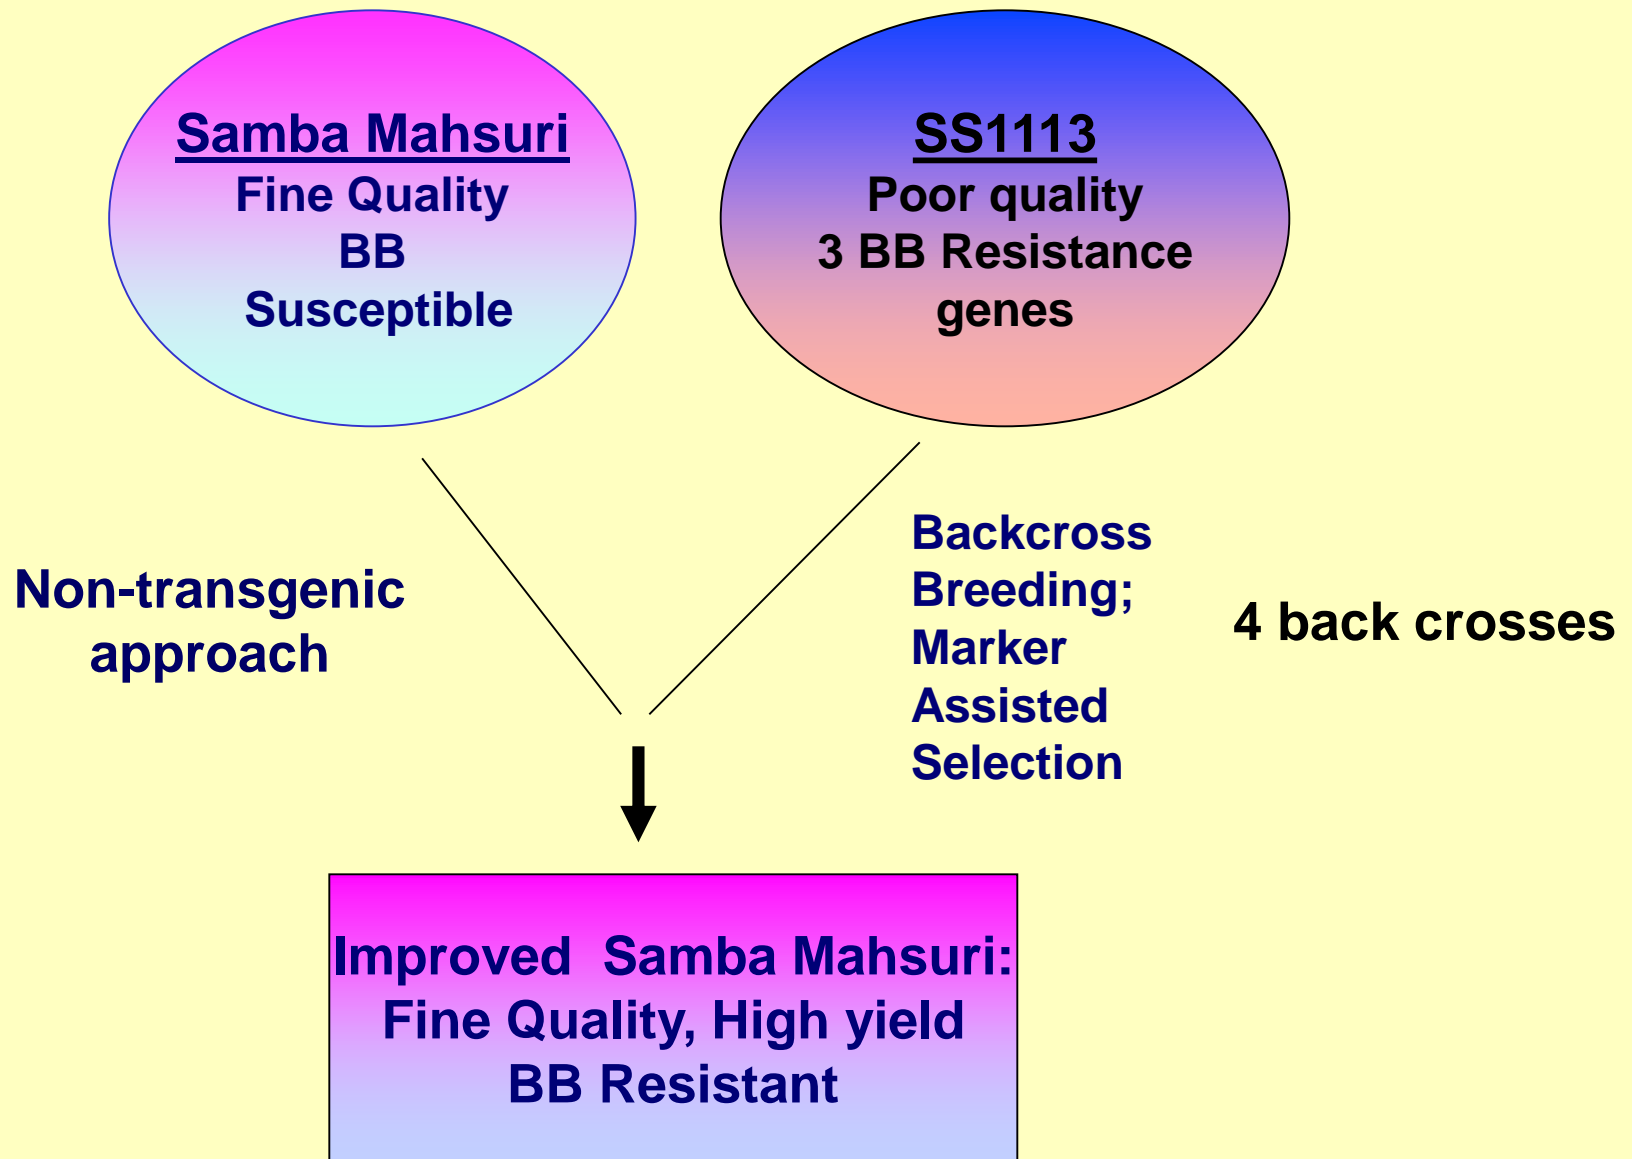 Samba Mahsuri
Fine Quality
BB
Susceptible
SS1113
Poor quality
3 BB Resistance
genes
Non-transgenic
approach
Backcross
Breeding;
Marker
Assisted
Selection
4 back crosses
Improved  Samba Mahsuri:
Fine Quality, High yield
BB Resistant